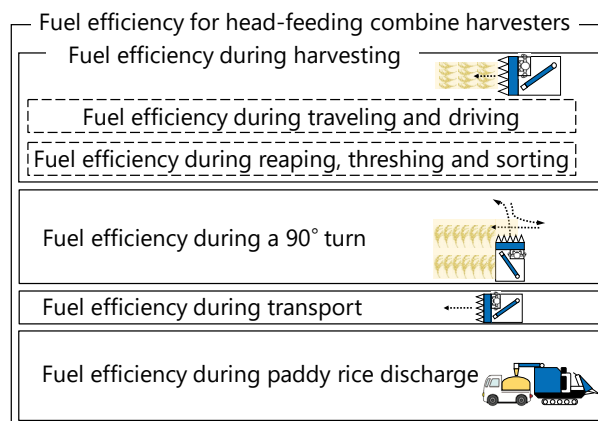 Fuel efficiency for head-feeding combine harvesters
Fuel efficiency during harvesting
Fuel efficiency during traveling and driving
Fuel efficiency during reaping, threshing and sorting
Fuel efficiency during a 90° turn
Fuel efficiency during transport
Fuel efficiency during paddy rice discharge